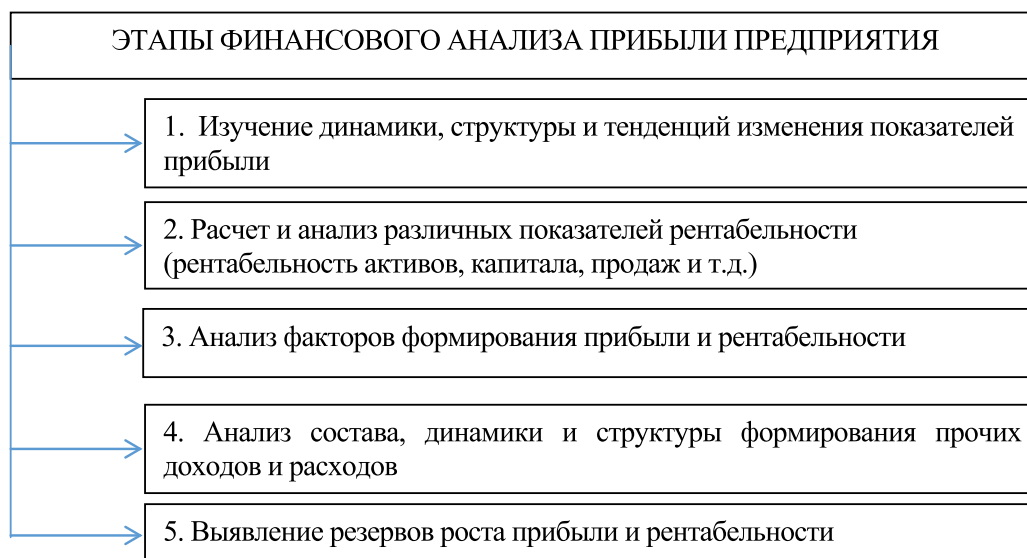 ЭТАПЫ ФИНАНСОВОГО АНАЛИЗА ПРИБЫЛИ ПРЕДПРИЯТИЯ
1. Изучение динамики, структуры и тенденций изменения показателей
прибыли
2. Расчет и анализ различных показателей рентабельности
(рентабельность активов, капитала, продаж и т.д.)
3. Анализ факторов формирования прибыли и рентабельности
4. Анализ состава, динамики и структуры формирования прочих
доходов и расходов
5. Выявление резервов роста прибыли и рентабельности